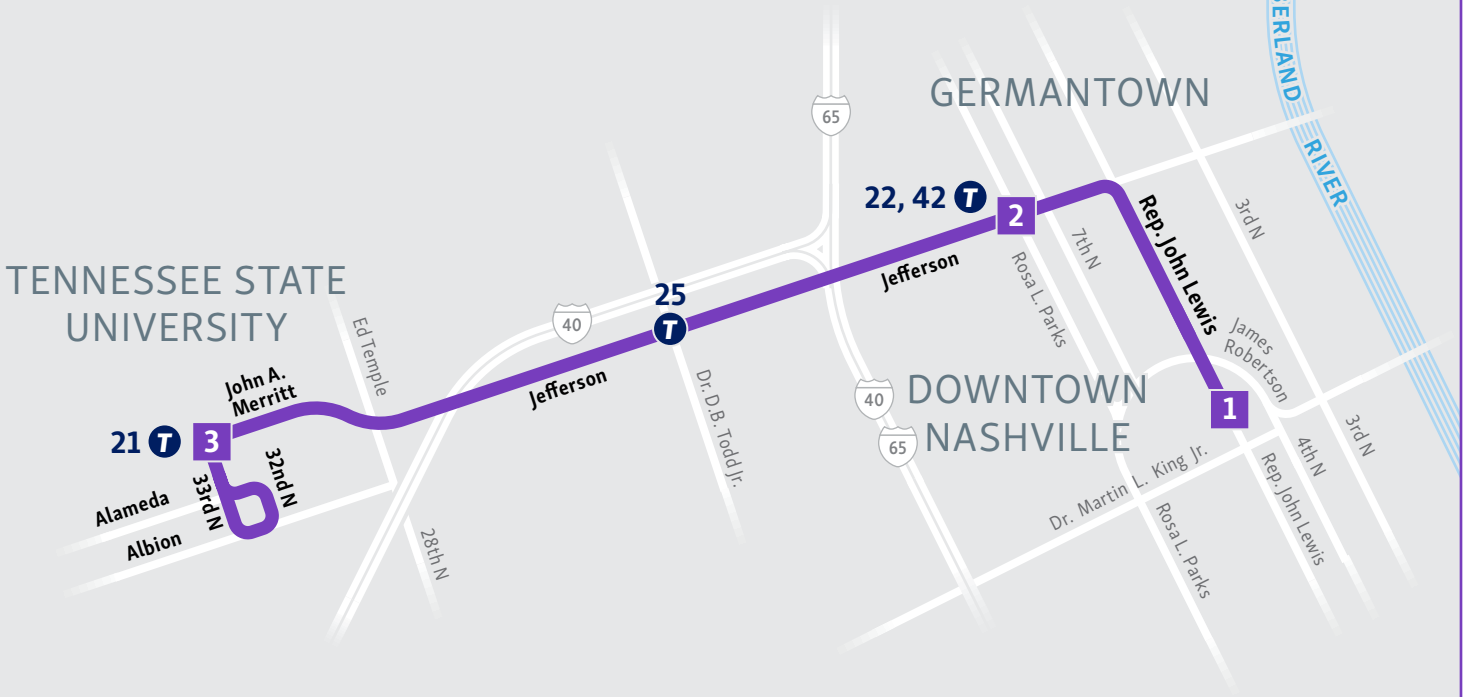 BERLAND
RIVER
GERMANTOWN
65
22, 42 T
2
3rd N
7th N
Rep. John Lewis
Rosa L. Parks
Jefferson
TENNESSEE STATE
UNIVERSITY
25
T
40
Ed Temple
James
Robertson
Jefferson
John A.
Merritt
Dr. D.B. Todd Jr.
40
DOWNTOWN
NASHVILLE
1
65
21 T
3
3rd N
4th N
Dr. Martin L. King Jr.
Rep. John Lewis
32nd N
33rd N
Alameda
Albion
28th N
Rosa L. Parks